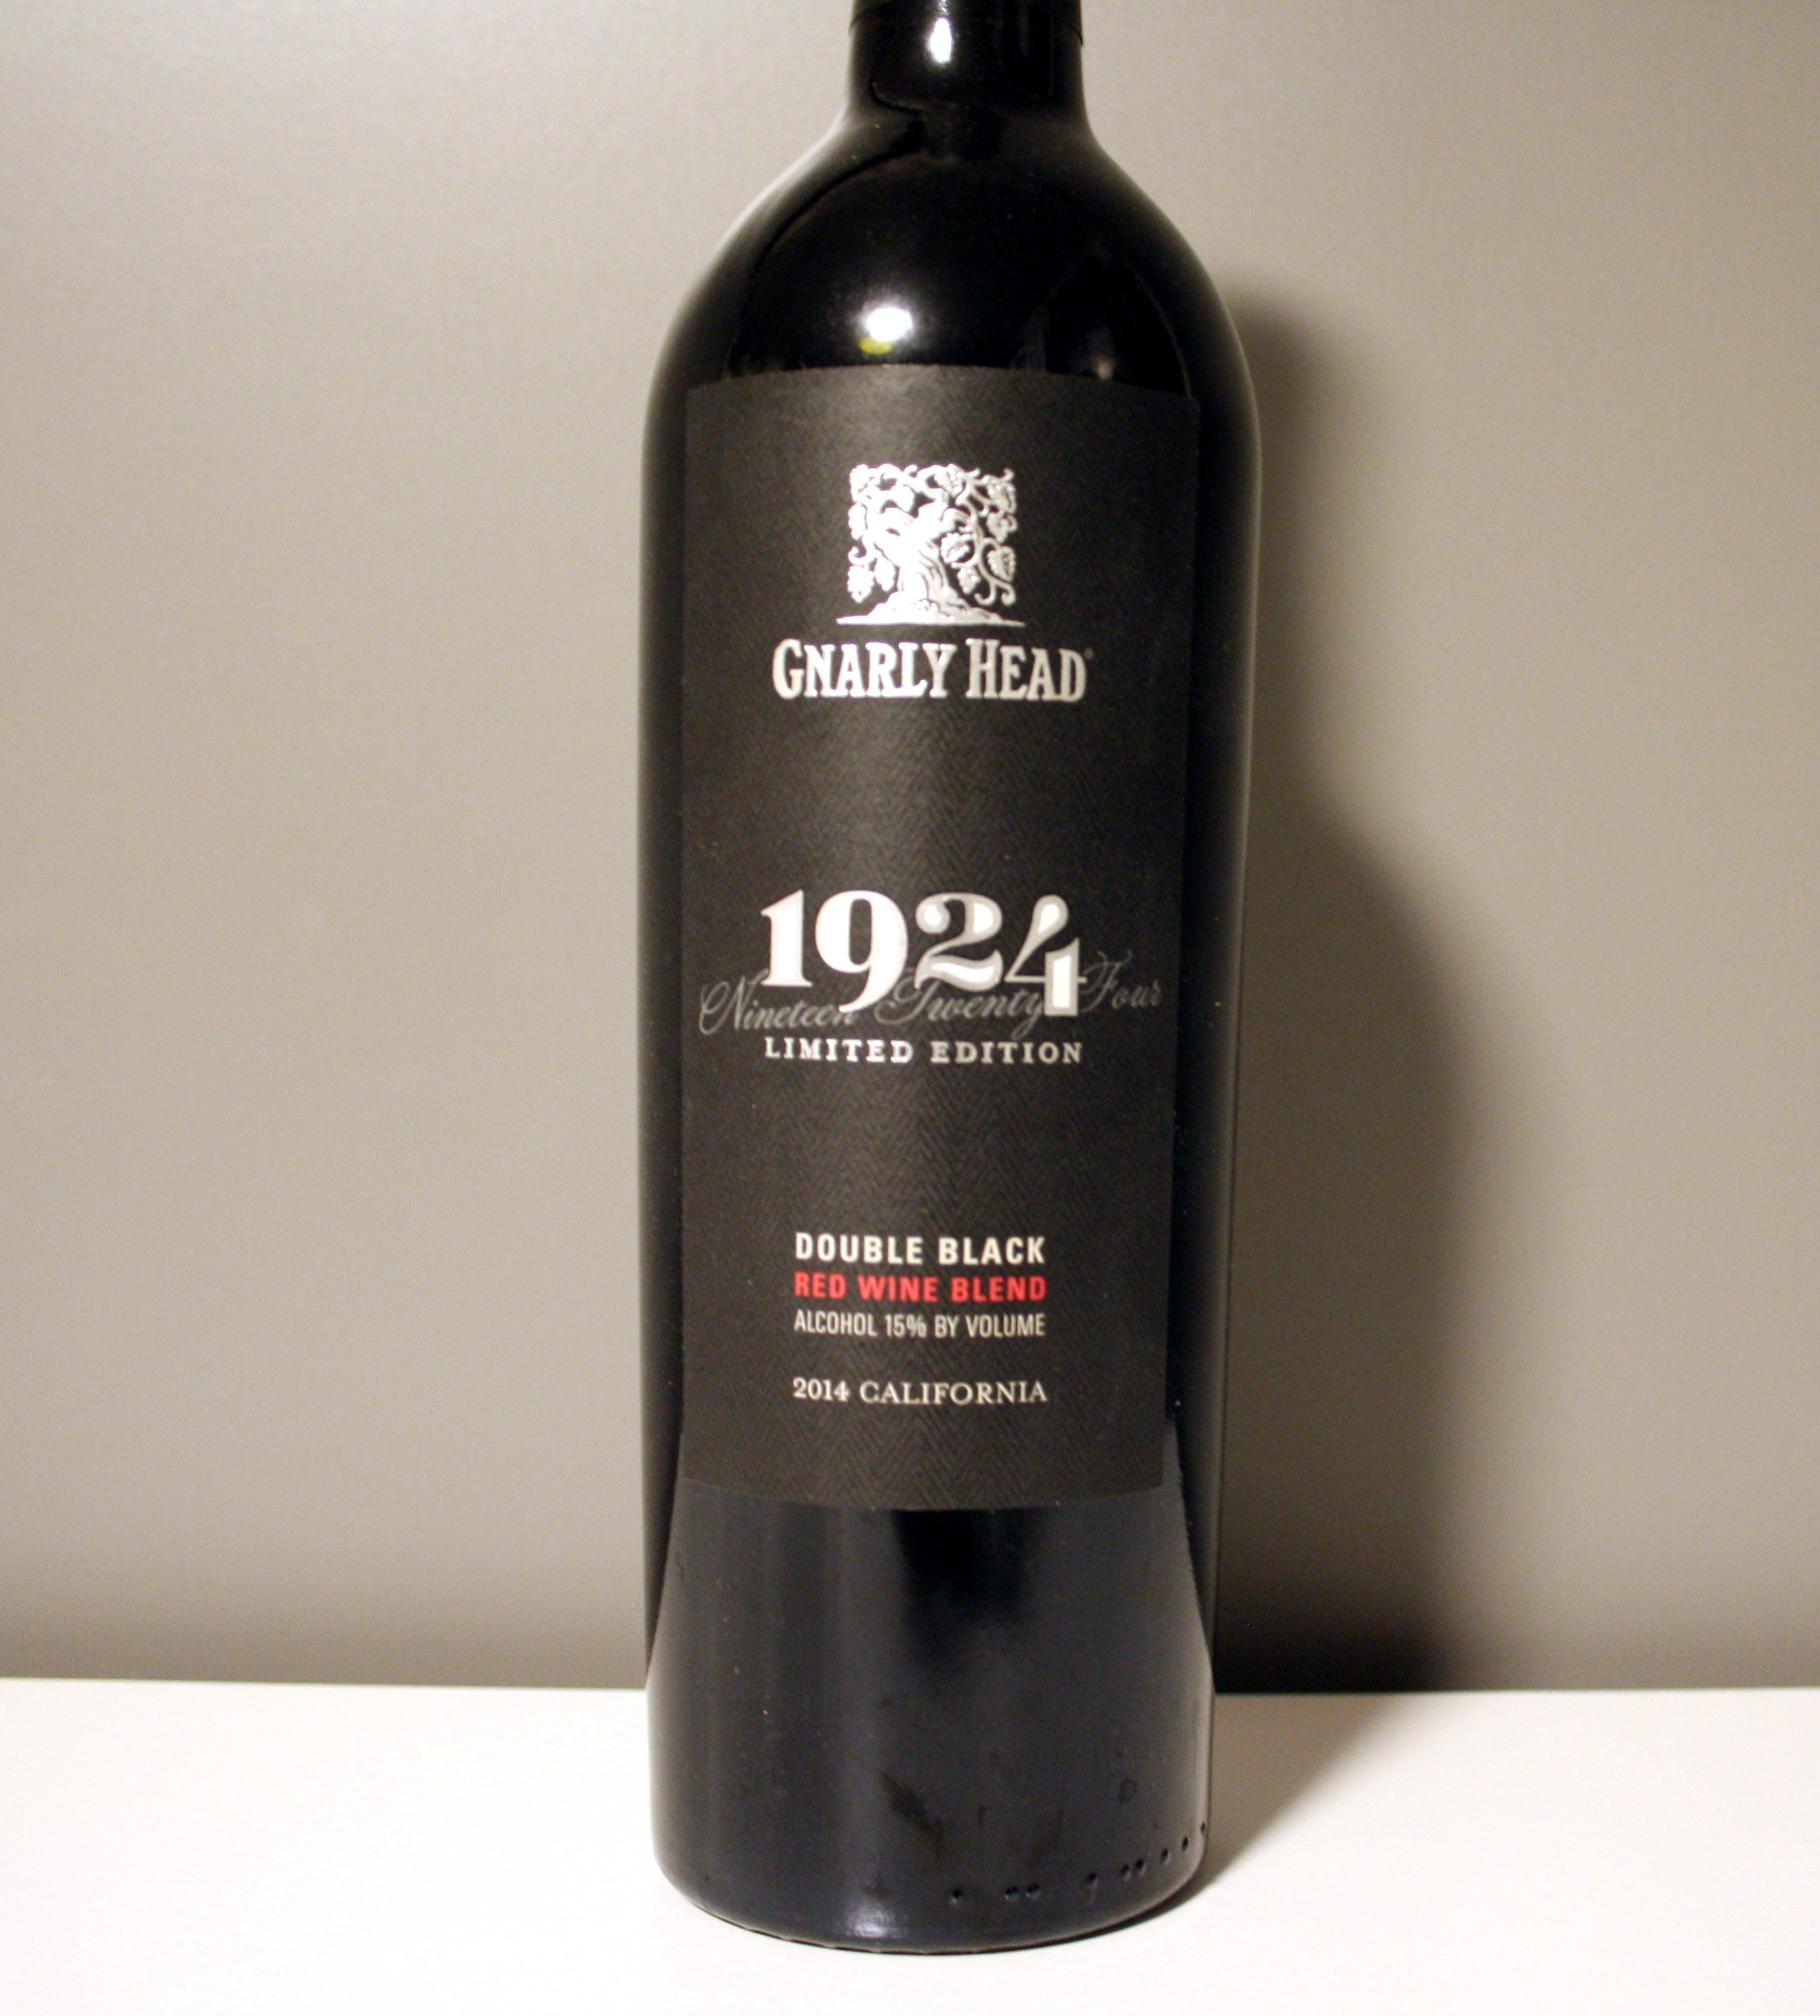 GNARLY HEAD
1924
Nineteen Twenty Four
LIMITED EDITION
DOUBLE BLACK
RED WINE BLEND
ALCOHOL 15% BY VOLUME
2014 CALIFORNIA